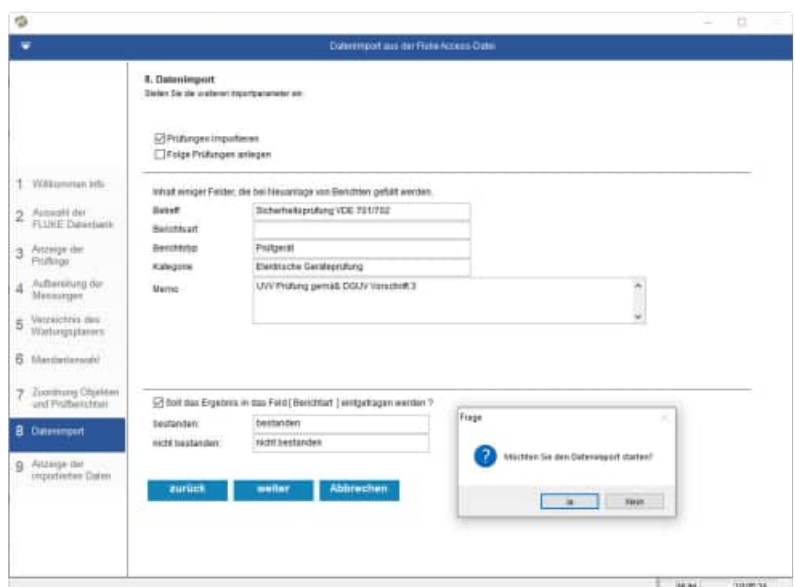 Datenimport aus der Fluke Access-Datei
8. Datenimport
Stellen Sie die weiteren Importparameter ein
Prüfungen importieren
Folge Prüfungen anlegen
1 Willkommen Info
2 Auswahl der
FLUKE Datenbank
3 Anzeige der
Prüflinge
4 Aufbereitung der
Messungen
5 Verzeichnis des
Wartungsplaners
6 Mandantenwahl
7 Zuordnung Objekten
und Prüfberichten
8 Datenimport
9 Anzeige der
importierten Daten
Inhalt einiger Felder, die bei Neuanlage von Berichten gefüllt werden.
Betreff Sicherheitsprüfung VDE 701/702
Berichtsart
Berichtstyp Prüfgerät
Kategorie Elektrische Geräteprüfung
Memo UVV Prüfung gemäß DGUV Vorschrift 3
Soll das Ergebnis in das Feld [ Berichtart ] eingetragen werden ?
bestanden: bestanden
nicht bestanden: nicht bestanden
zurück weiter Abbrechen
Frage
Möchten Sie den Datenimport starten?
Ja Nein